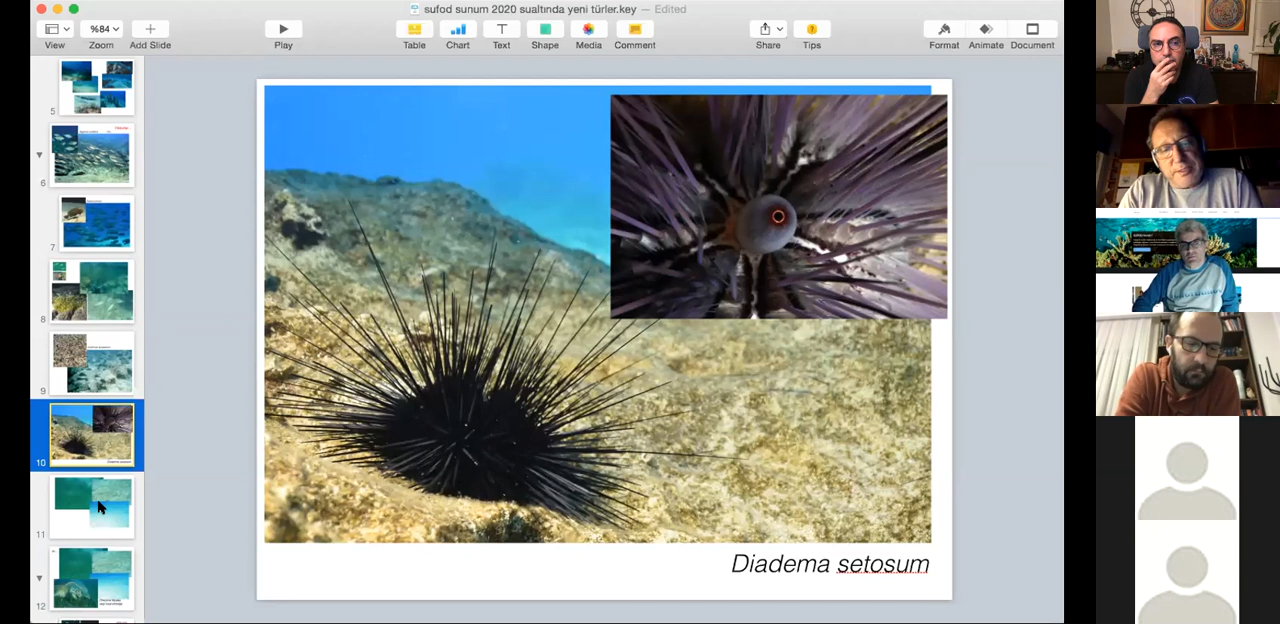 sufod sunum 2020 sualtında yeni türler.key — Edited
%84
View
Zoom
Add Slide
Play
Table
Chart
Text
Shape
Media
Comment
Share
Tips
Format
Animate
Document
5
6
7
8
9
10
11
12
Diadema setosum